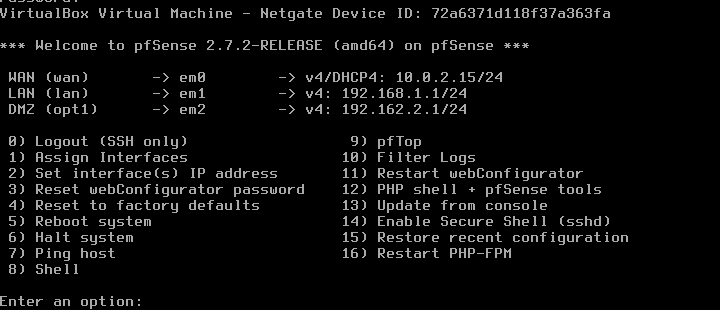 Password:
VirtualBox Virtual Machine - Netgate Device ID: 72a6371d118f37a363fa
*** Welcome to pfSense 2.7.2-RELEASE (amd64) on pfSense ***
WAN (wan) -> em0 -> v4/DHCP4: 10.0.2.15/24
LAN (lan) -> em1 -> v4: 192.168.1.1/24
DMZ (opt1) -> em2 -> v4: 192.162.2.1/24
0) Logout (SSH only) 9) pfTop
1) Assign Interfaces 10) Filter Logs
2) Set interface(s) IP address 11) Restart webConfigurator
3) Reset webConfigurator password 12) PHP shell + pfSense tools
4) Reset to factory defaults 13) Update from console
5) Reboot system 14) Enable Secure Shell (sshd)
6) Halt system 15) Restore recent configuration
7) Ping host 16) Restart PHP-FPM
8) Shell
Enter an option: